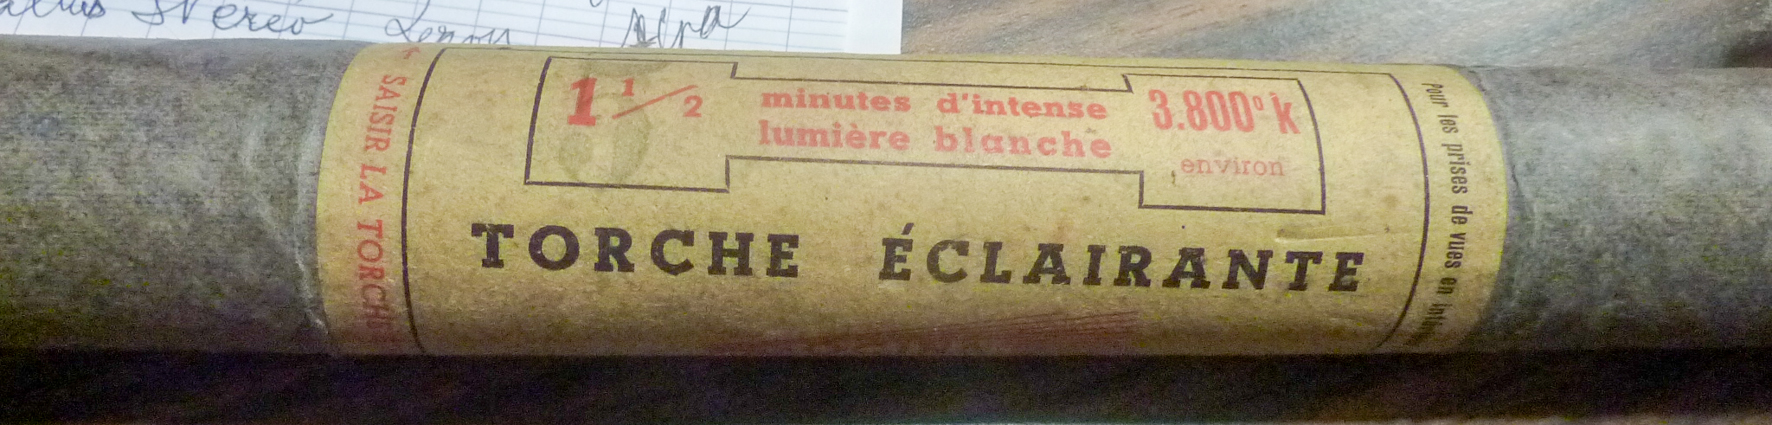 Stereo
SAISIR LA TORCHE
1 1/2
minutes d'intense
lumière blanche
3.800° k
environ
TORCHE ÉCLAIRANTE
Pour les prises de vues en